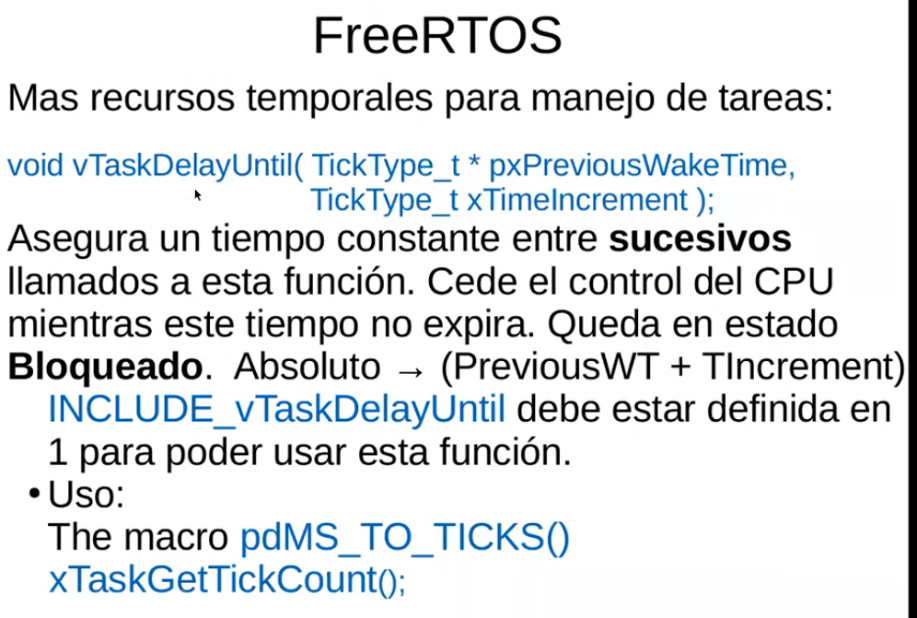 FreeRTOS
Mas recursos temporales para manejo de tareas:
void vTaskDelayUntil( TickType_t * pxPreviousWakeTime,
TickType_t xTimeIncrement );
Asegura un tiempo constante entre sucesivos
llamados a esta función. Cede el control del CPU
mientras este tiempo no expira. Queda en estado
Bloqueado. Absoluto → (PreviousWT + TIncrement)
INCLUDE_vTaskDelayUntil debe estar definida en
1 para poder usar esta función.
• Uso:
The macro pdMS_TO_TICKS()
xTaskGetTickCount();